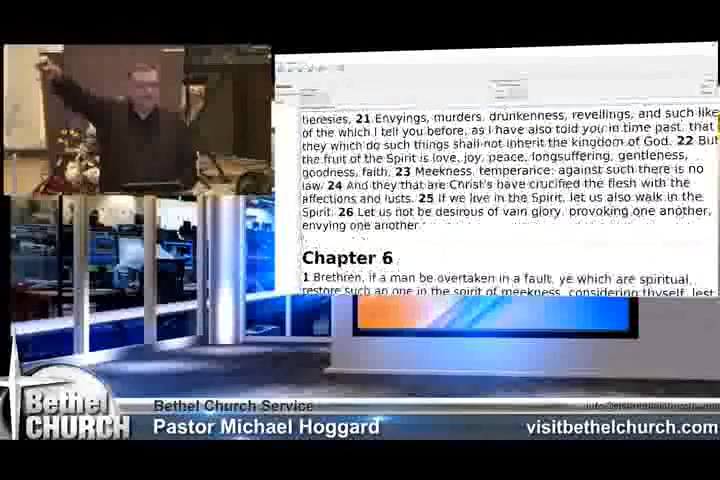 heresies, 21 Envyings, murders, drunkenness, revellings, and such like
of the which I tell you before, as I have also told you in time past, that
they which do such things shall not inherit the kingdom of God. 22 But
the fruit of the Spirit is love, joy, peace, longsuffering, gentleness,
goodness, faith, 23 Meekness, temperance: against such there is no
law. 24 And they that are Christ's have crucified the flesh with the
affections and lusts. 25 If we live in the Spirit, let us also walk in the
Spirit. 26 Let us not be desirous of vain glory, provoking one another,
envying one another
Chapter 6
1 Brethren, if a man be overtaken in a fault, ye which are spiritual,
restore such an one in the spirit of meekness, considering thyself, lest
Bethel
CHURCH
Bethel Church Service
Pastor Michael Hoggard
visitbethelchurch.com